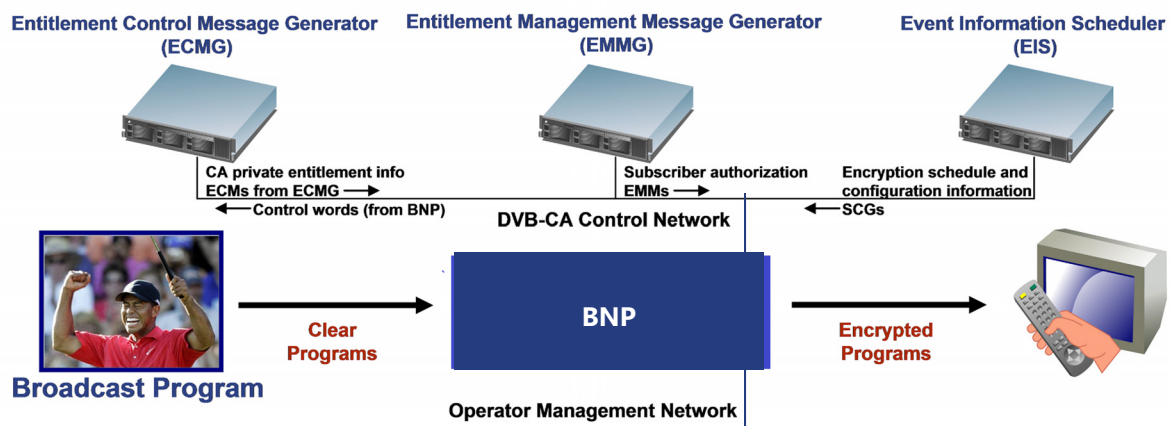 Entitlement Control Message Generator
(ECMG)
Entitlement Management Message Generator
(EMMG)
Event Information Scheduler
(EIS)
CA private entitlement info
ECMs from ECMG
Control words (from BNP)
Subscriber authorization
EMMs
Encryption schedule and
configuration information
SCGs
DVB-CA Control Network
BNP
Clear
Programs
Encrypted
Programs
Broadcast Program
Operator Management Network